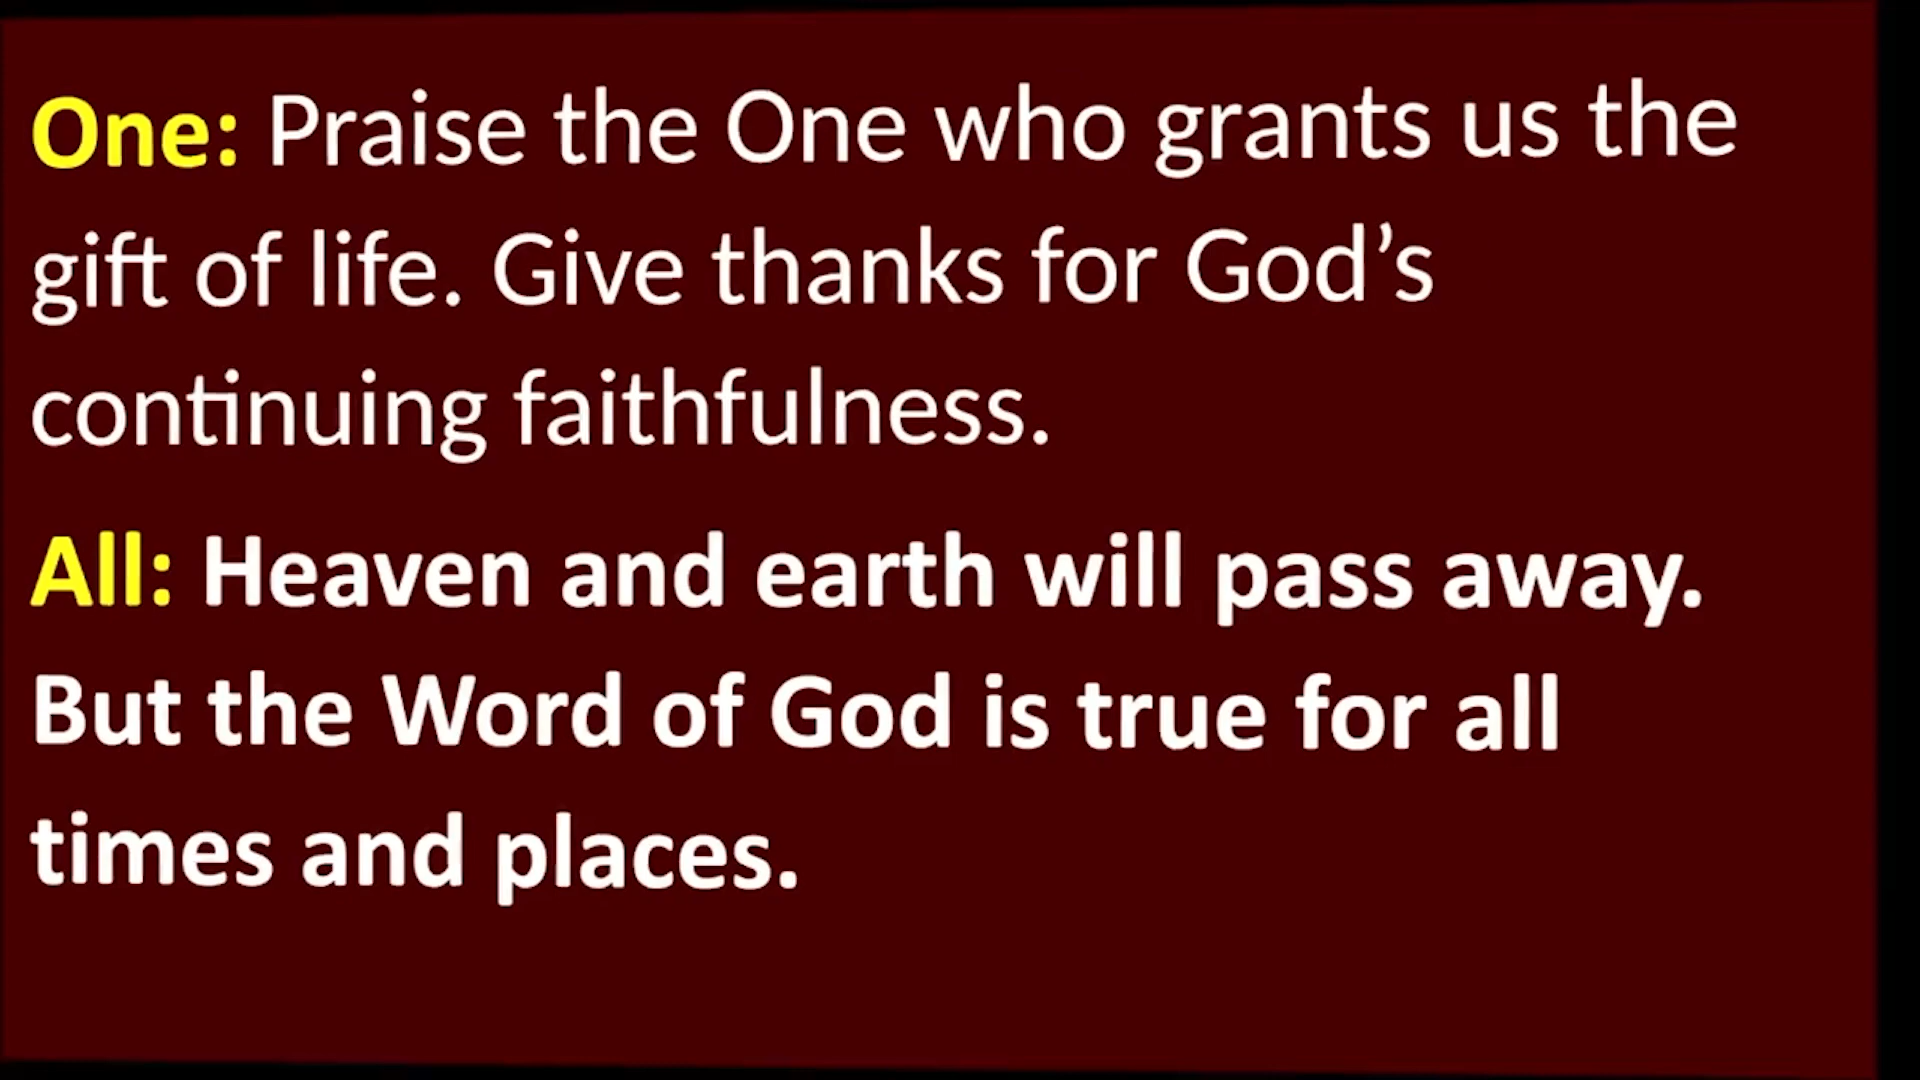 One: Praise the One who grants us the
gift of life. Give thanks for God’s
continuing faithfulness.
All: Heaven and earth will pass away.
But the Word of God is true for all
times and places.